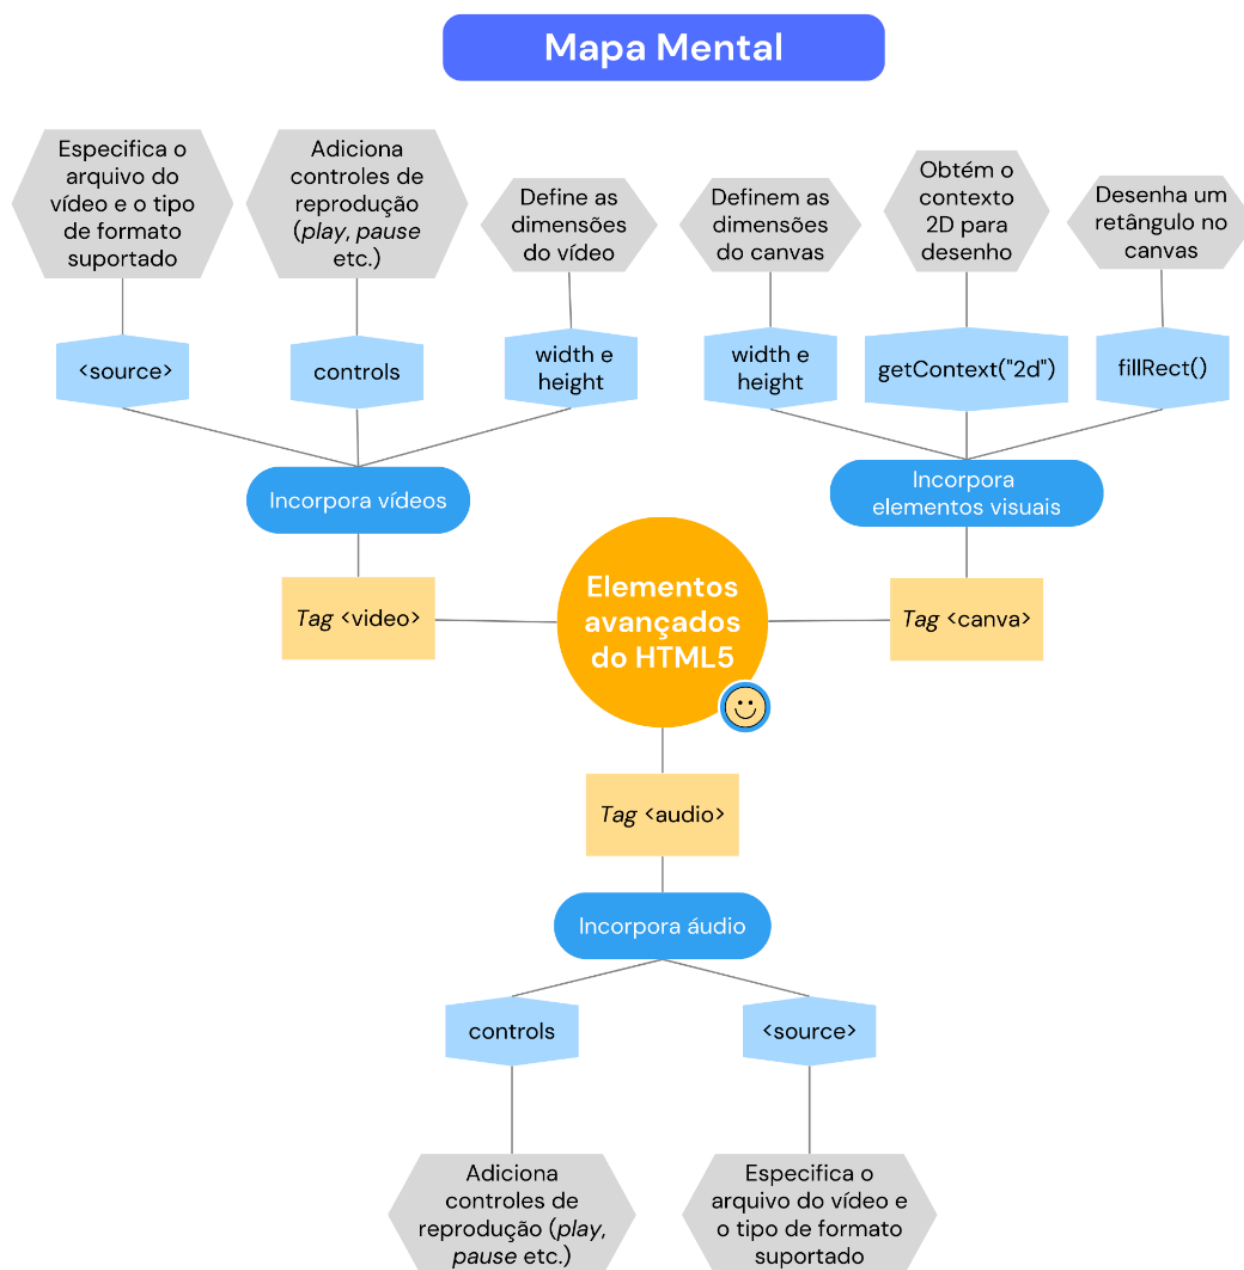 Mapa Mental
Especifica o
arquivo do
vídeo e o tipo
de formato
suportado
Adiciona
controles de
reprodução
(play, pause
etc.)
Define as
dimensões
do vídeo
Definem as
dimensões
do canvas
Obtém o
contexto
2D para
desenho
Desenha um
retângulo no
canvas
<source>
controls
width e
height
width e
height
getContext("2d")
fillRect()
Incorpora vídeos
Incorpora
elementos visuais
Tag <video>
Elementos
avançados
do HTML5
Tag <canva>
Tag <audio>
Incorpora áudio
controls
<source>
Adiciona
controles de
reprodução (play,
pause etc.)
Especifica o
arquivo do vídeo e
o tipo de formato
suportado